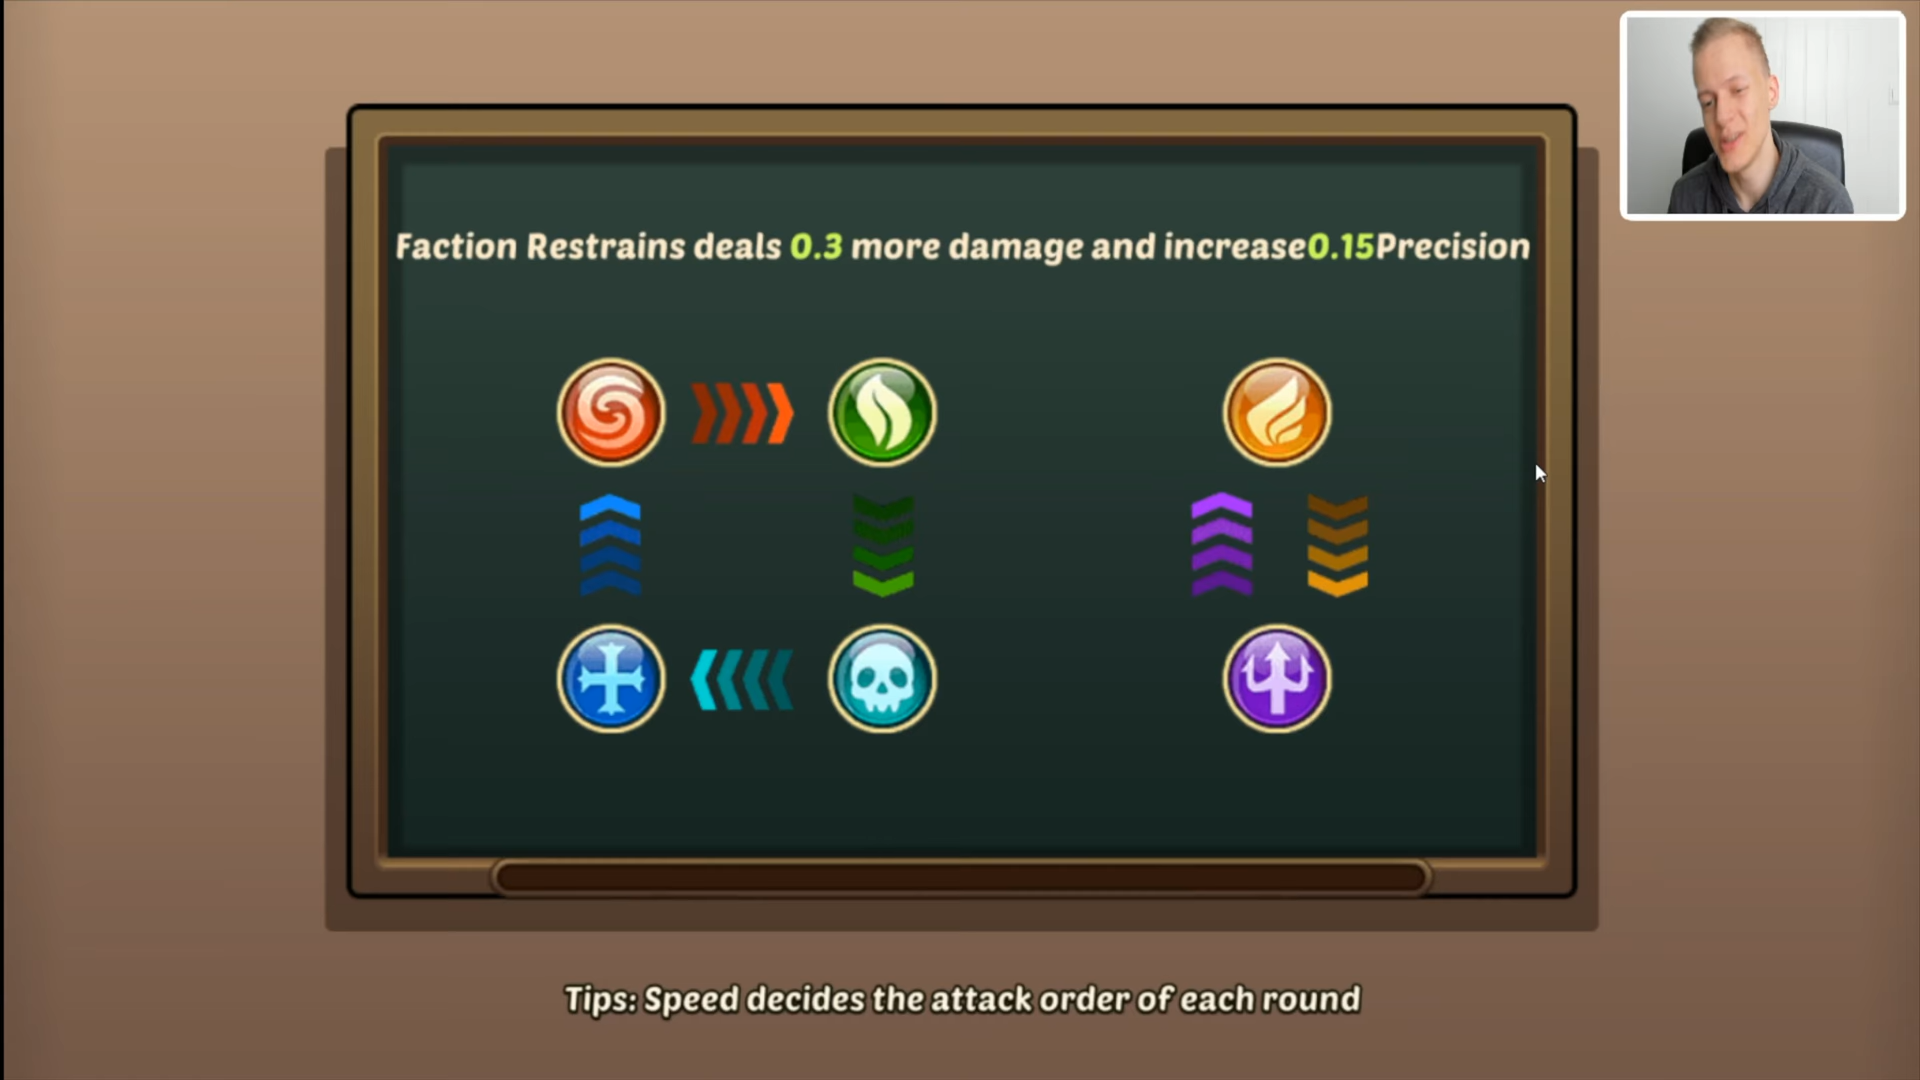 Faction Restrains deals 0.3 more damage and increase0.15Precision
Tips: Speed decides the attack order of each round